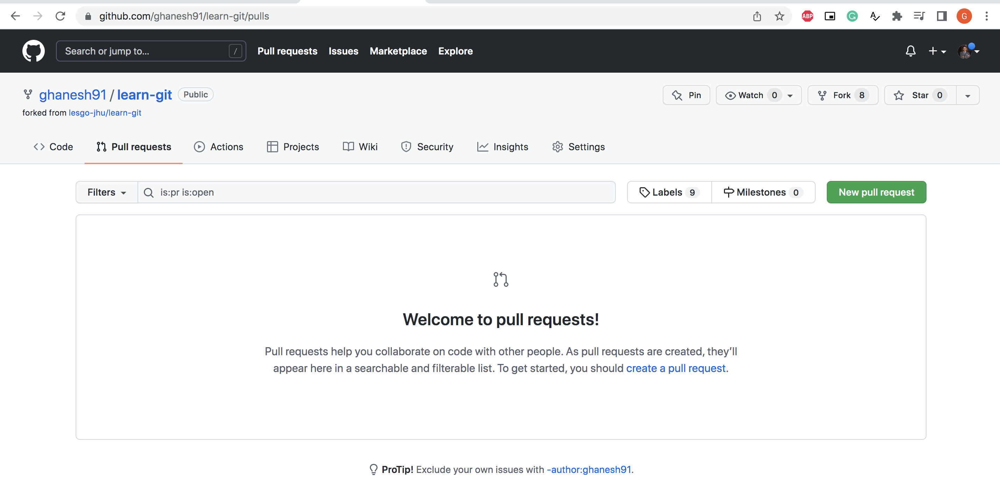 github.com/ghanesh91/learn-git/pulls
ABP
G
G
Search or jump to...
/
Pull requests
Issues
Marketplace
Explore
ghanesh91 / learn-git
Public
Pin
Watch 0
Fork 8
Star 0
forked from lesgo-jhu/learn-git
Code
Pull requests
Actions
Projects
Wiki
Security
Insights
Settings
Filters
is:pr is:open
Labels 9
Milestones 0
New pull request
Welcome to pull requests!
Pull requests help you collaborate on code with other people. As pull requests are created, they’ll
appear here in a searchable and filterable list. To get started, you should create a pull request.
ProTip! Exclude your own issues with -author:ghanesh91.